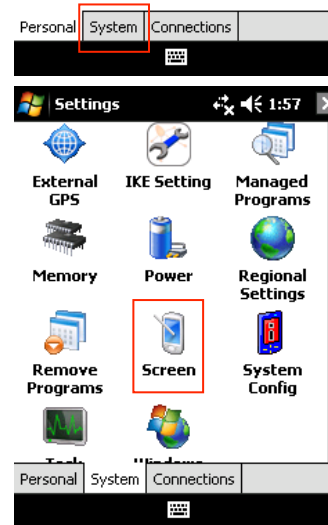 Personal System Connections
Settings 1:57
External GPS IKE Setting Managed Programs
Memory Power Regional Settings
Remove Programs Screen System Config
Personal System Connections